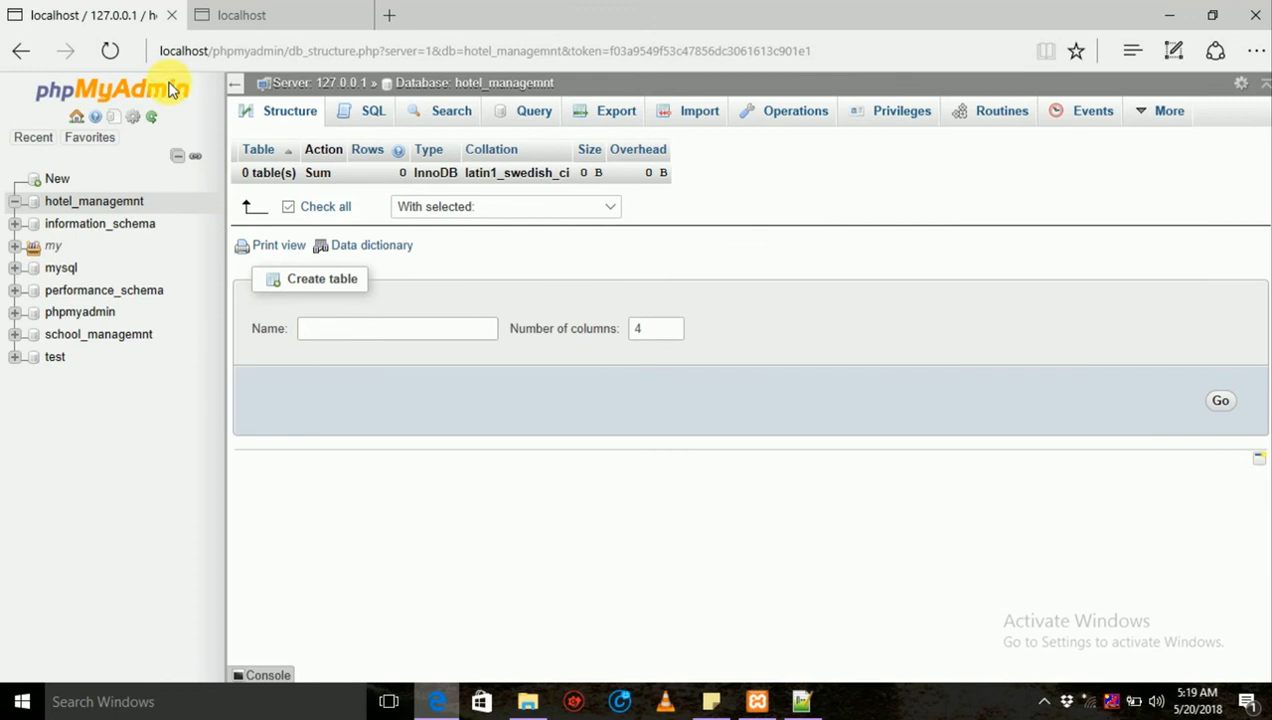 localhost / 127.0.0.1 / h
localhost
localhost/phpmyadmin/db_structure.php?server=1&db=hotel_managemnt&token=f03a9549f53c47856dc3061613c901e1
phpMyAdmin
Recent Favorites
New
hotel_managemnt
information_schema
my
mysql
performance_schema
phpmyadmin
school_managemnt
test
Server: 127.0.0.1 » Database: hotel_managemnt
Structure SQL Search Query Export Import Operations Privileges Routines Events More
Table Action Rows Type Collation Size Overhead
0 table(s) Sum 0 InnoDB latin1_swedish_ci 0 B 0 B
Check all With selected:
Print view Data dictionary
Create table
Name: Number of columns: 4
Go
Activate Windows
Go to Settings to activate Windows.
Console
Search Windows
5:19 AM
5/20/2018
1